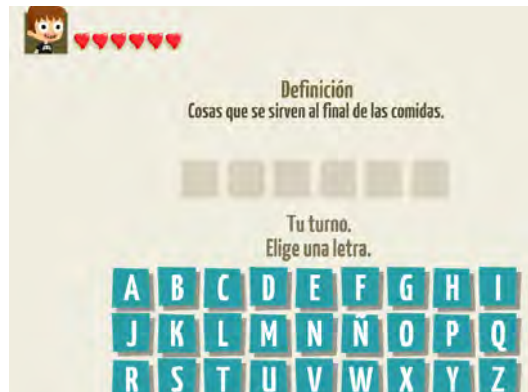 Definición
Cosas que se sirven al final de las comidas.
Tu turno.
Elige una letra.
A B C D E F G H I
J K L M N Ñ O P Q
R S T U V W X Y Z